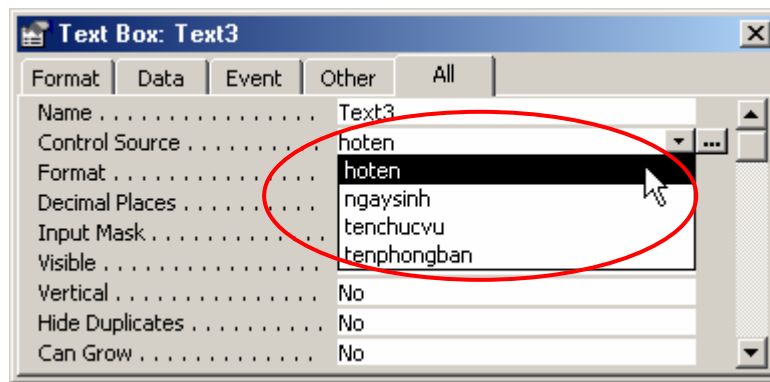 Text Box: Text3
Format Data Event Other All
Name . . . . . . . . . . . . . . . . Text3
Control Source . . . . . . . . . . hoten ...
Format . . . . . . . . . . . . . . . hoten
Decimal Places . . . . . . . . . . ngaysinh
Input Mask . . . . . . . . . . . . . tenchucvu
Visible . . . . . . . . . . . . . . . . tenphongban
Vertical . . . . . . . . . . . . . . . No
Hide Duplicates . . . . . . . . . . No
Can Grow . . . . . . . . . . . . . No